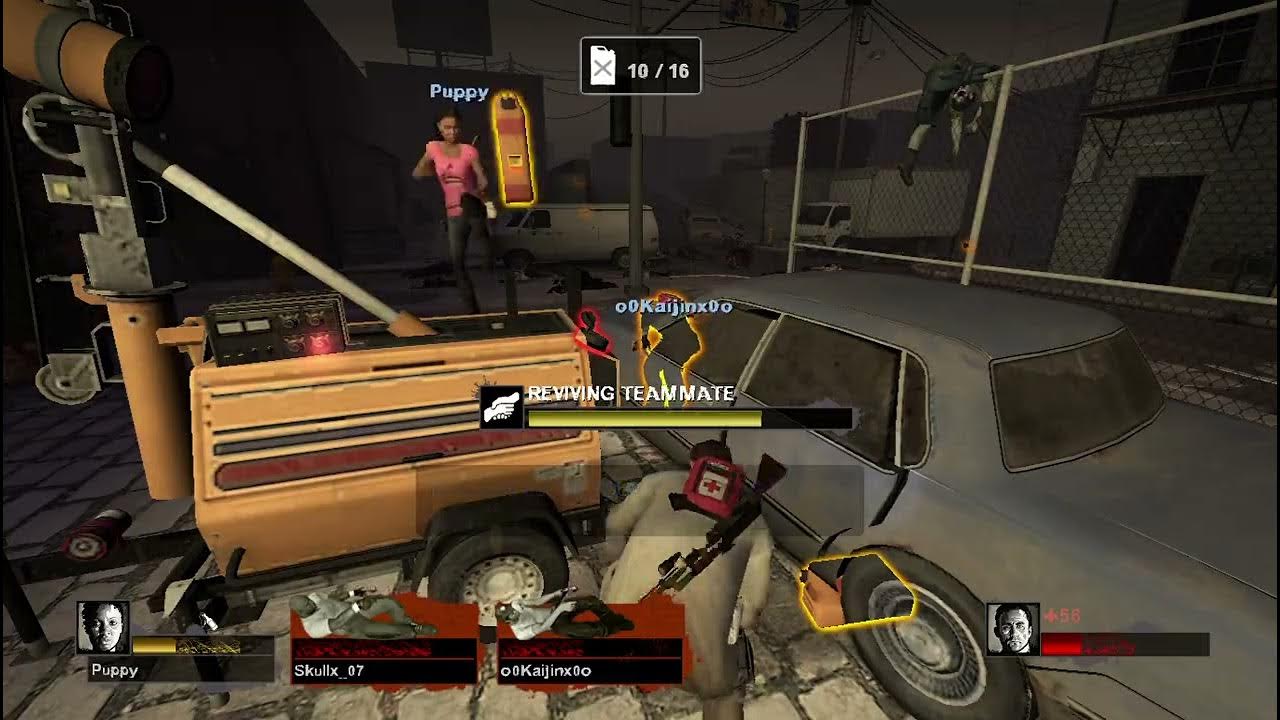 10 / 16
Puppy
o0Kaijinx0o
REVIVING TEAMMATE
+56
Puppy
Skullx_07
o0Kaijinx0o